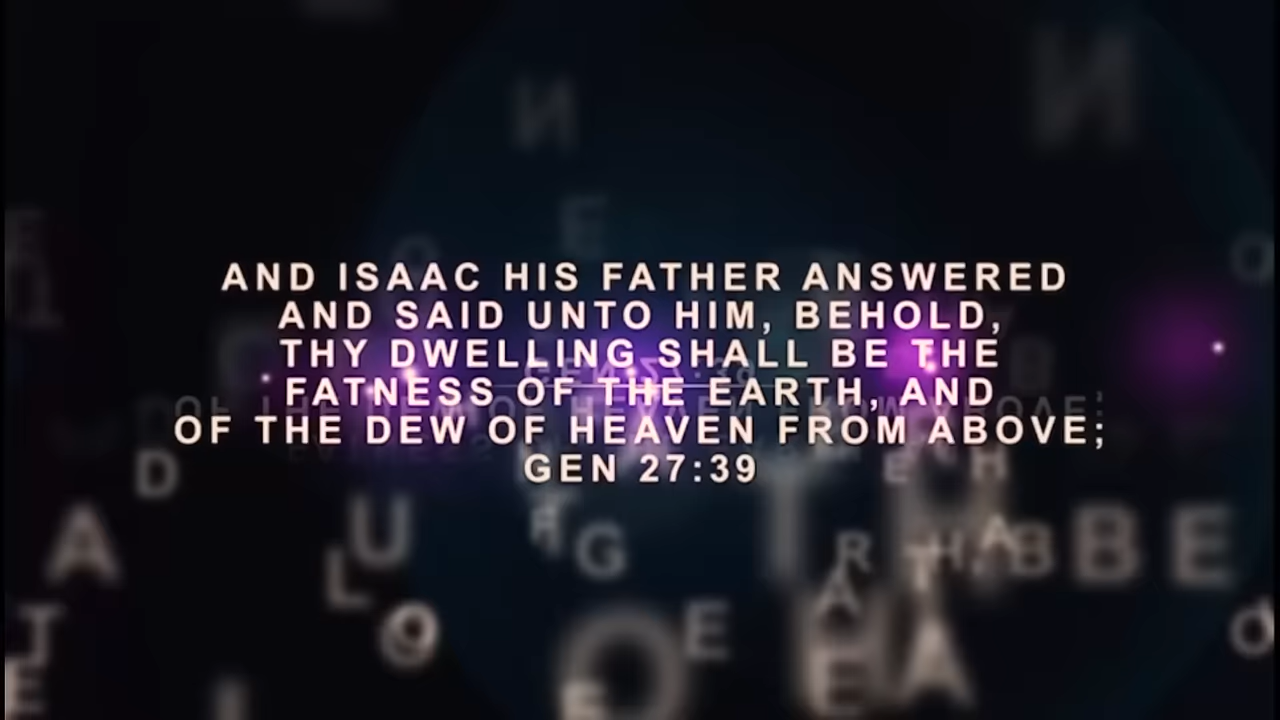 AND ISAAC HIS FATHER ANSWERED
AND SAID UNTO HIM, BEHOLD,
THY DWELLING SHALL BE THE
FATNESS OF THE EARTH, AND
OF THE DEW OF HEAVEN FROM ABOVE;
GEN 27:39